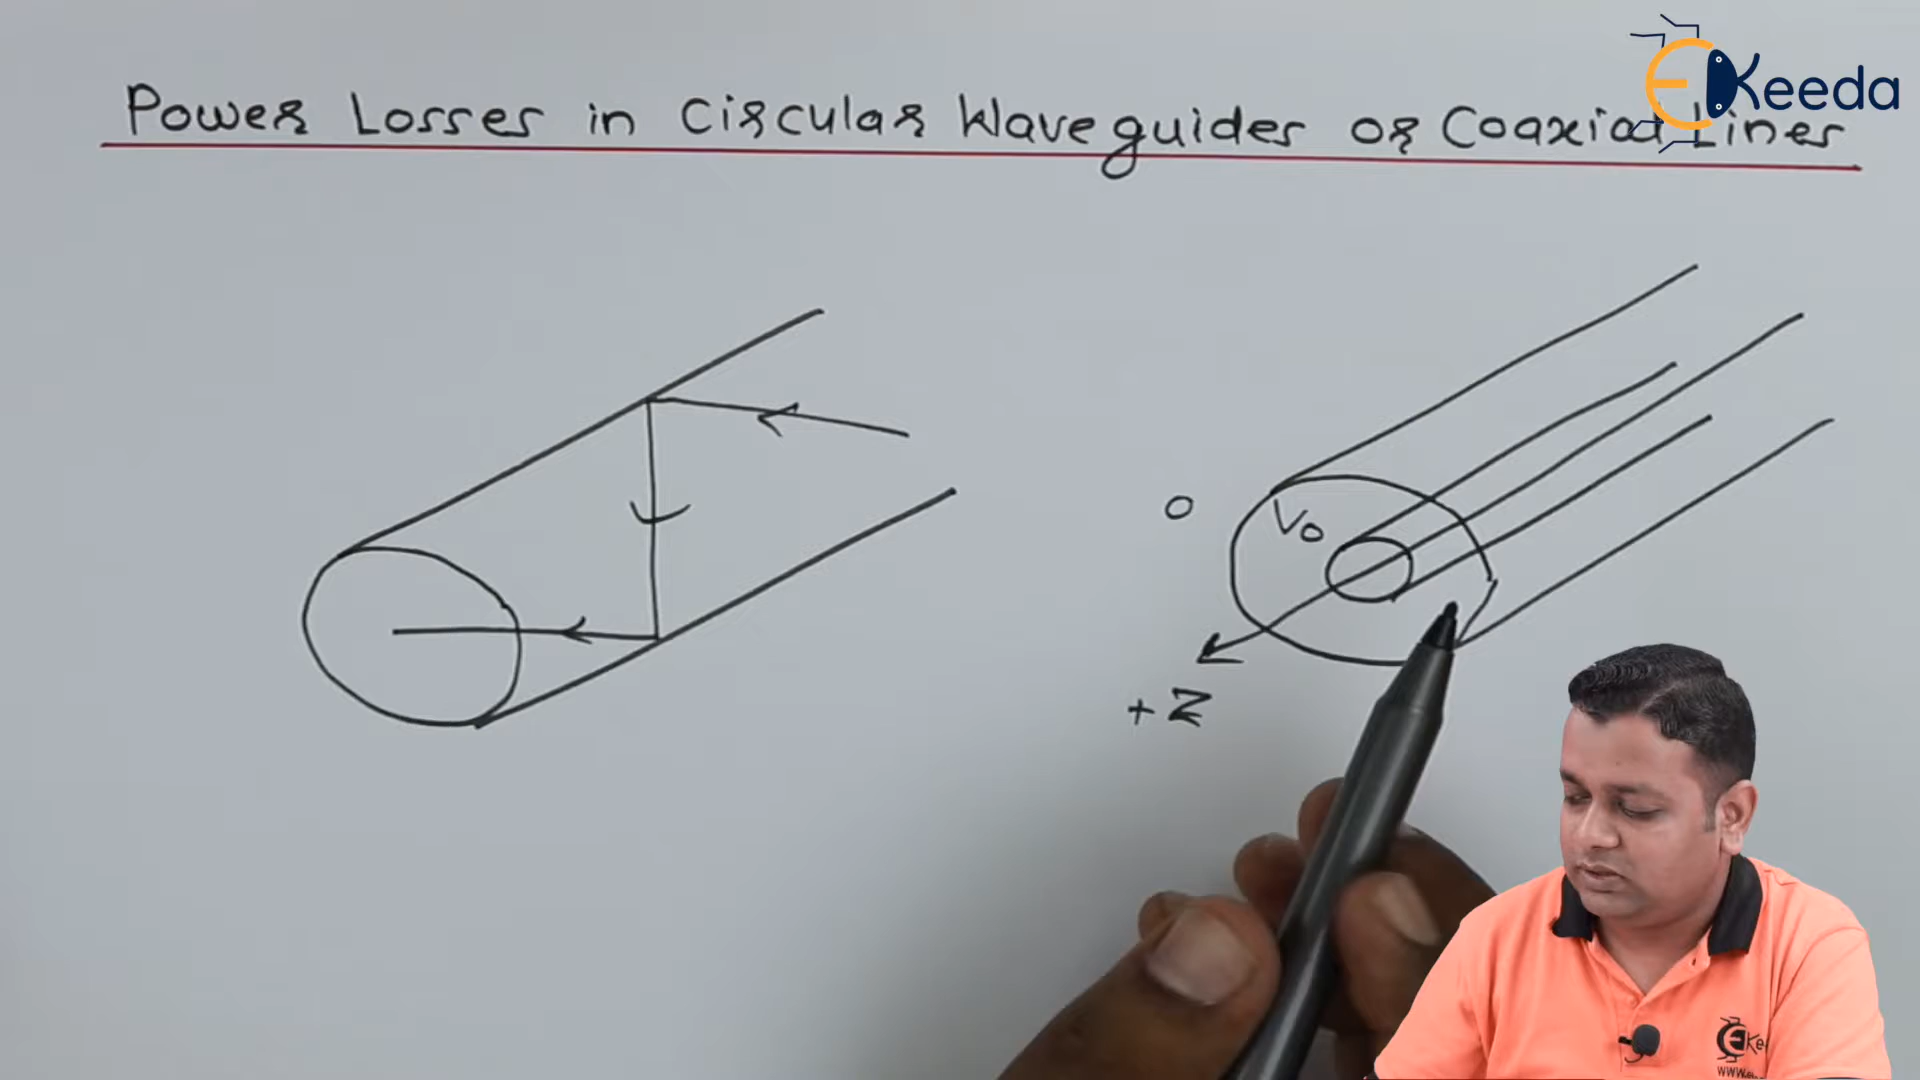 EKeeda
Power Losses in Circular Waveguides or Coaxial Lines
O
Vo
+ Z